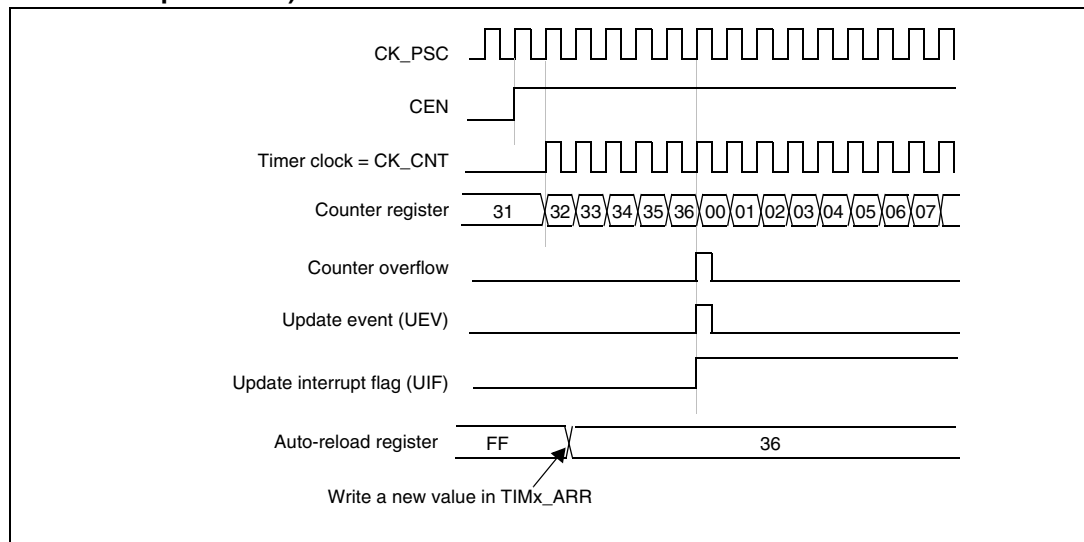 CK_PSC
CEN
Timer clock = CK_CNT
Counter register 31 32 33 34 35 36 00 01 02 03 04 05 06 07
Counter overflow
Update event (UEV)
Update interrupt flag (UIF)
Auto-reload register FF 36
Write a new value in TIMx_ARR